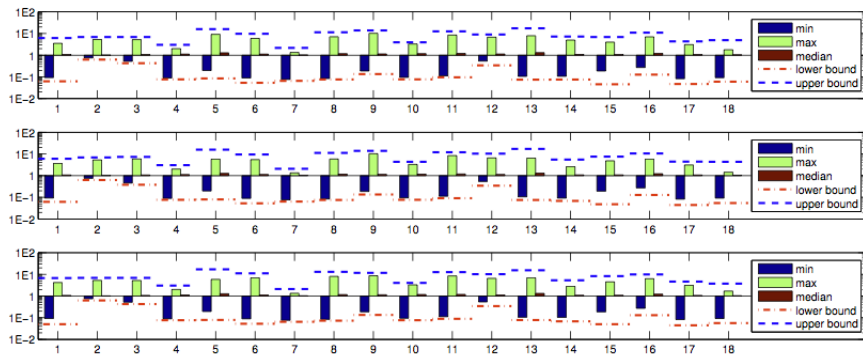 1E2
1E1
1
1E-1
1E-2
1 2 3 4 5 6 7 8 9 10 11 12 13 14 15 16 17 18
min
max
median
lower bound
upper bound
1E2
1E1
1
1E-1
1E-2
1 2 3 4 5 6 7 8 9 10 11 12 13 14 15 16 17 18
min
max
median
lower bound
upper bound
1E2
1E1
1
1E-1
1E-2
1 2 3 4 5 6 7 8 9 10 11 12 13 14 15 16 17 18
min
max
median
lower bound
upper bound